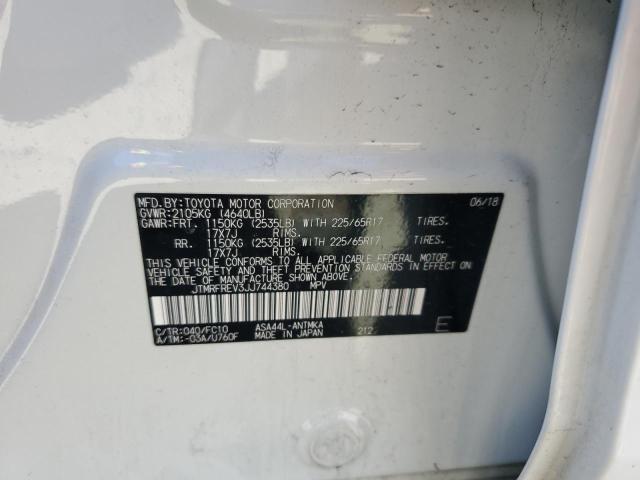 MFD.BY:TOYOTA MOTOR CORPORATION 06/18
GVWR:2105KG (4640LB)
GAWR:FRT. 1150KG (2535LB) WITH 225/65R17 TIRES.
17X7J RIMS.
RR. 1150KG (2535LB) WITH 225/65R17 TIRES.
17X7J RIMS.
THIS VEHICLE CONFORMS TO ALL APPLICABLE FEDERAL MOTOR
VEHICLE SAFETY AND THEFT PREVENTION STANDARDS IN EFFECT
ON THE DATE OF MANUFACTURE SHOWN ABOVE.
JTMRFREV3JJ744380 MPV
C/TR:040/FC10 ASA44L-ANTMKA 212
A/TM:-03A/U760F MADE IN JAPAN E